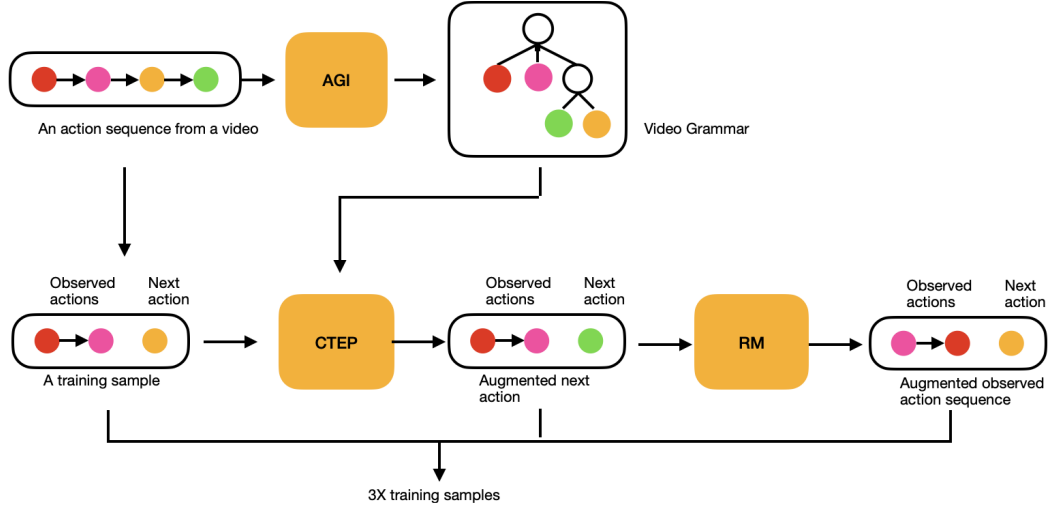 AGI
An action sequence from a video
Video Grammar
Observed
actions
Next
action
Observed
actions
Next
action
Observed
actions
Next
action
CTEP
RM
A training sample
Augmented next
action
Augmented observed
action sequence
3X training samples